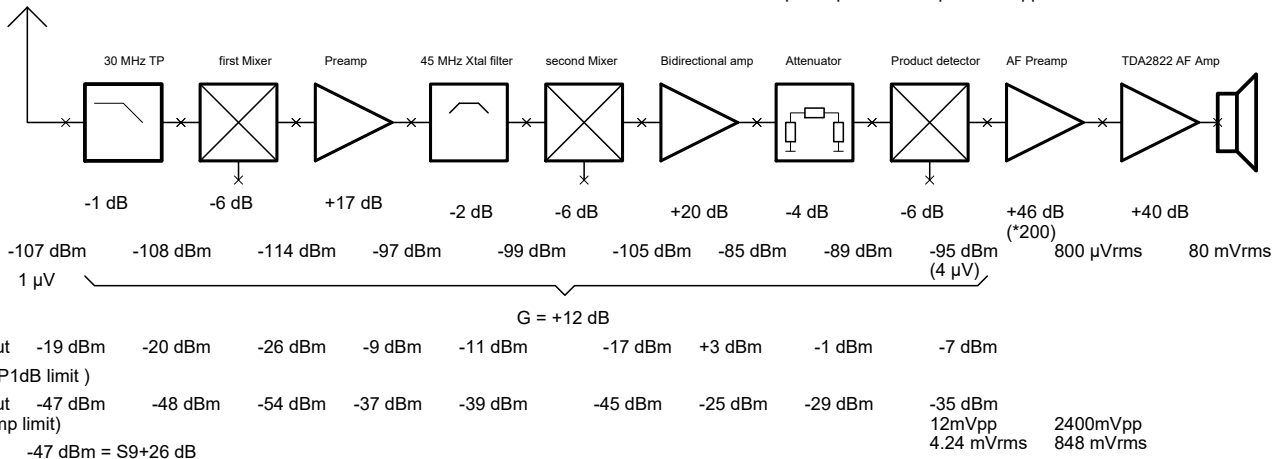 30 MHz TP first Mixer Preamp 45 MHz Xtal filter second Mixer Bidirectional amp Attenuator Product detector AF Preamp TDA2822 AF Amp
-1 dB -6 dB +17 dB -2 dB -6 dB +20 dB -4 dB -6 dB +46 dB +40 dB
(*200)
-107 dBm -108 dBm -114 dBm -97 dBm -99 dBm -105 dBm -85 dBm -89 dBm -95 dBm 800 µVrms 80 mVrms
1 µV (4 µV)
G = +12 dB
-19 dBm -20 dBm -26 dBm -9 dBm -11 dBm -17 dBm +3 dBm -1 dBm -7 dBm
P1dB limit )
-47 dBm -48 dBm -54 dBm -37 dBm -39 dBm -45 dBm -25 dBm -29 dBm -35 dBm
limit) 12mVpp 2400mVpp
-47 dBm = S9+26 dB 4.24 mVrms 848 mVrms